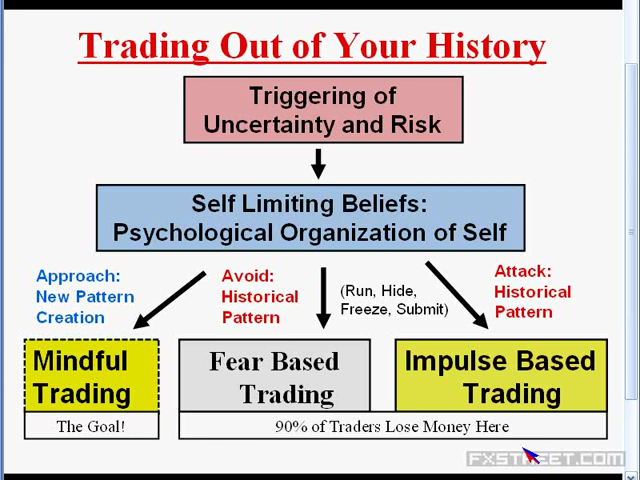 Trading Out of Your History
Triggering of
Uncertainty and Risk
Self Limiting Beliefs:
Psychological Organization of Self
Approach:
New Pattern
Creation
Avoid:
Historical
Pattern
(Run, Hide,
Freeze, Submit)
Attack:
Historical
Pattern
Mindful
Trading
The Goal!
Fear Based
Trading
Impulse Based
Trading
90% of Traders Lose Money Here
FXSTREET.COM